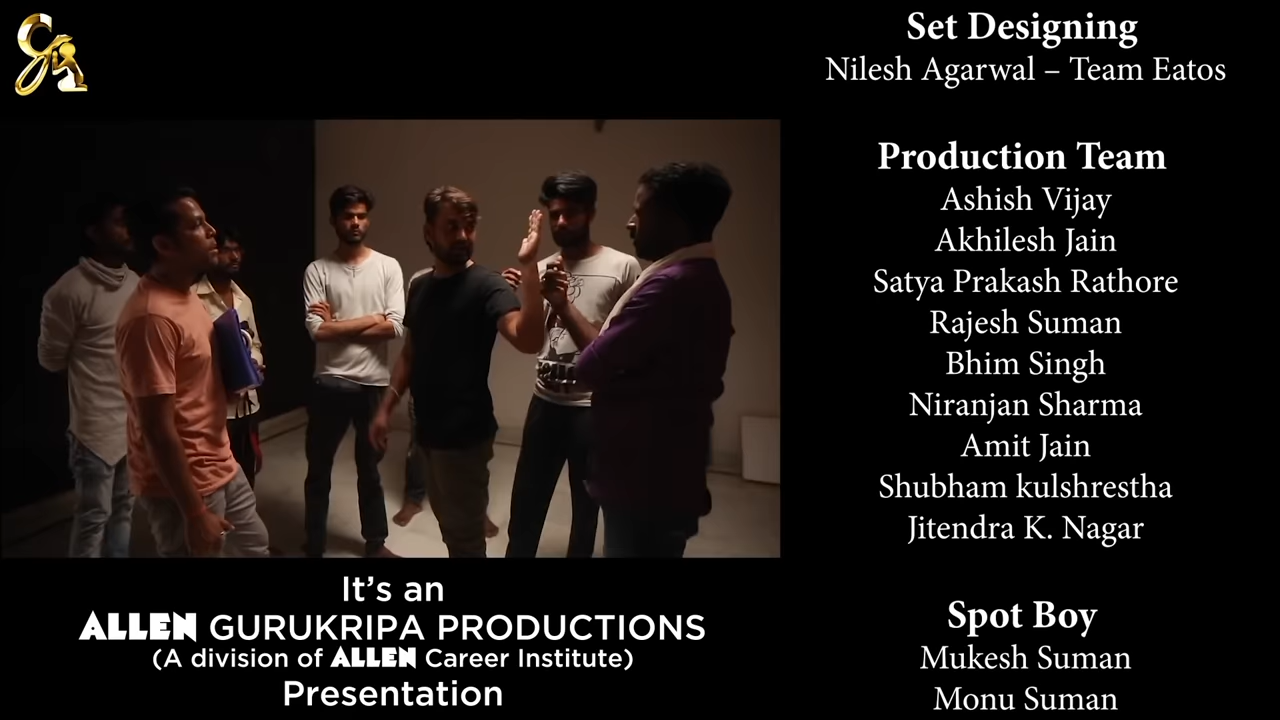 Set Designing
Nilesh Agarwal – Team Eatos
Production Team
Ashish Vijay
Akhilesh Jain
Satya Prakash Rathore
Rajesh Suman
Bhim Singh
Niranjan Sharma
Amit Jain
Shubham kulshrestha
Jitendra K. Nagar
Spot Boy
Mukesh Suman
Monu Suman
It's an
ALLEN GURUKRIPA PRODUCTIONS
(A division of ALLEN Career Institute)
Presentation